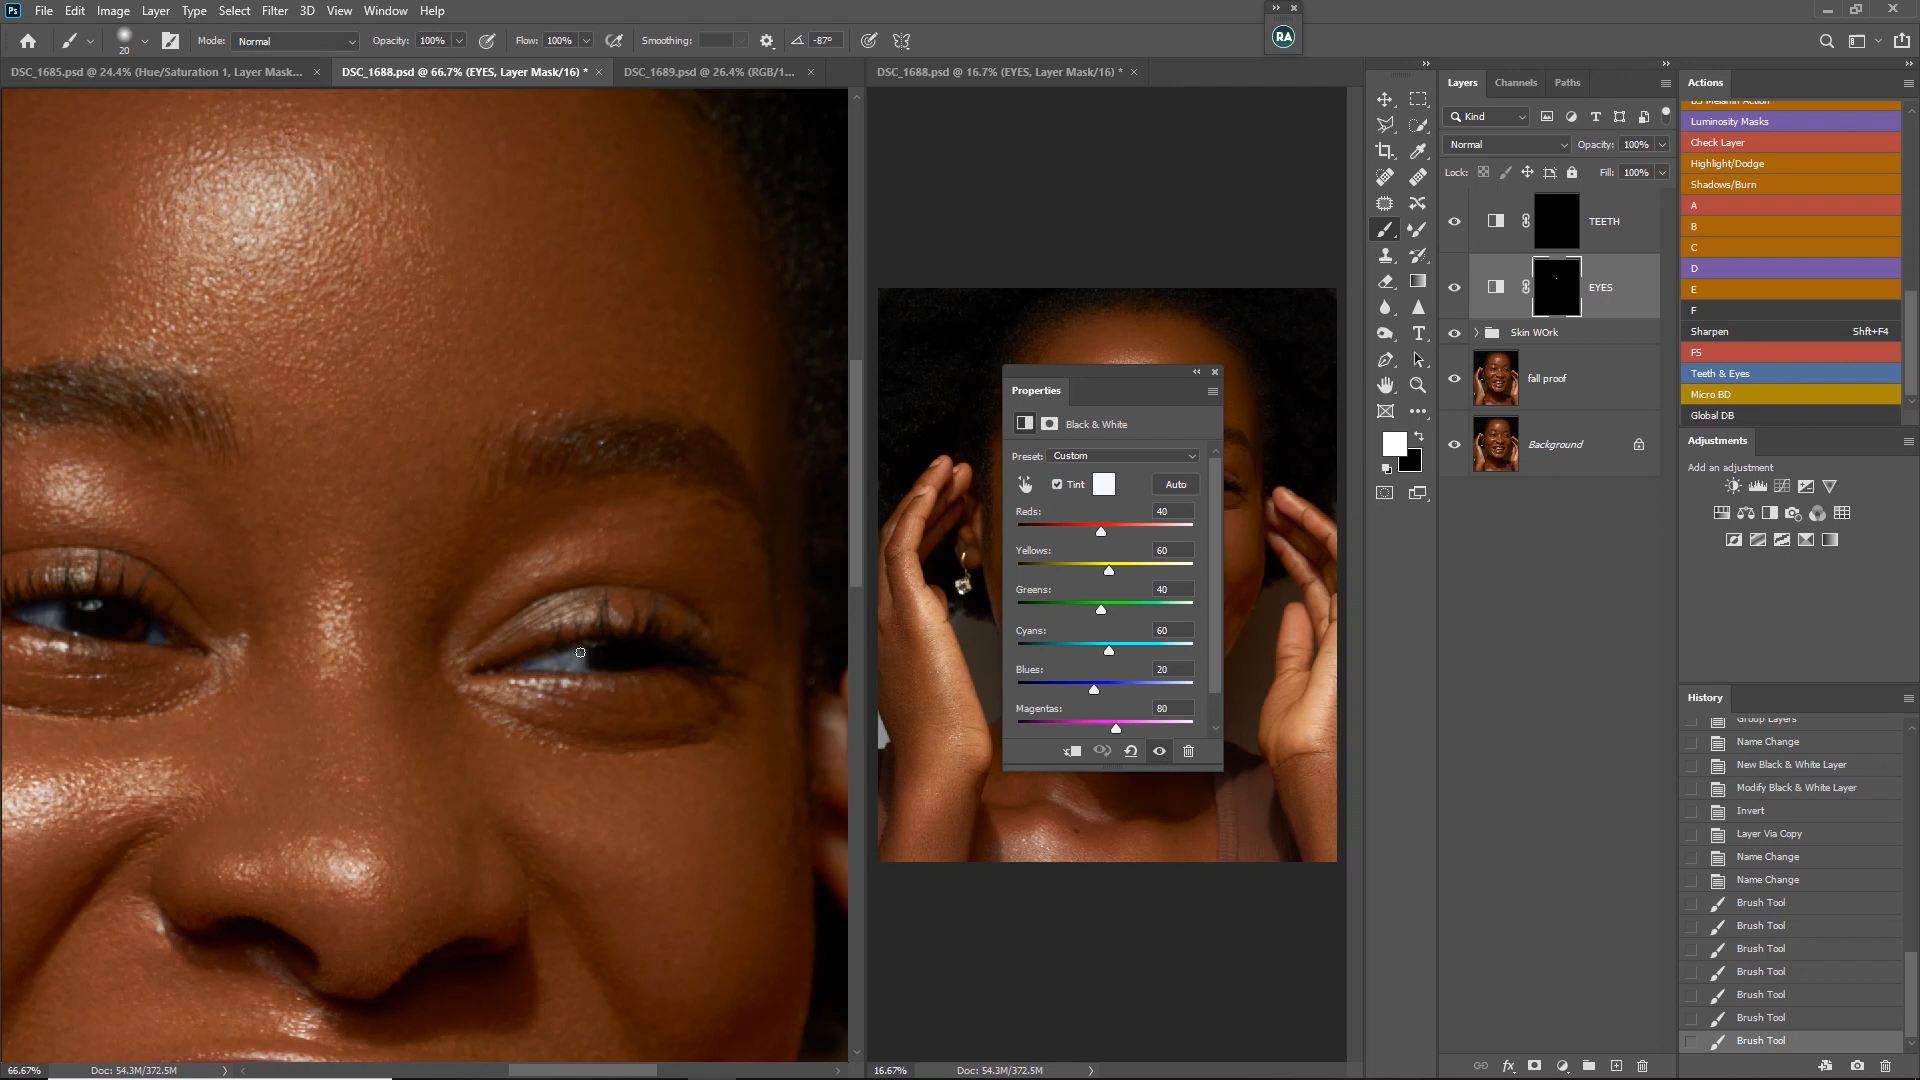 Ps File Edit Image Layer Type Select Filter 3D View Window Help
20 Mode: Normal Opacity: 100% Flow: 100% Smoothing: -87° RA
DSC_1685.psd @ 24.4% (Hue/Saturation 1, Layer Mask... × DSC_1688.psd @ 66.7% (EYES, Layer Mask/16) * × DSC_1689.psd @ 26.4% (RGB/1... × DSC_1688.psd @ 16.7% (EYES, Layer Mask/16) * ×
Properties
Black & White
Preset: Custom
Tint Auto
Reds: 40
Yellows: 60
Greens: 40
Cyans: 60
Blues: 20
Magentas: 80
66.67% Doc: 54.3M/372.5M
16.67% Doc: 54.3M/372.5M
Layers Channels Paths
Kind
Normal Opacity: 100%
Lock: Fill: 100%
TEETH
EYES
Skin WOrk
fall proof
Background
Actions
Luminosity Masks
Check Layer
Highlight/Dodge
Shadows/Burn
A
B
C
D
E
F
Sharpen Shft+F4
FS
Teeth & Eyes
Micro BD
Global DB
Adjustments
Add an adjustment
History
Group Layers
Name Change
New Black & White Layer
Modify Black & White Layer
Invert
Layer Via Copy
Name Change
Name Change
Brush Tool
Brush Tool
Brush Tool
Brush Tool
Brush Tool
Brush Tool
Brush Tool